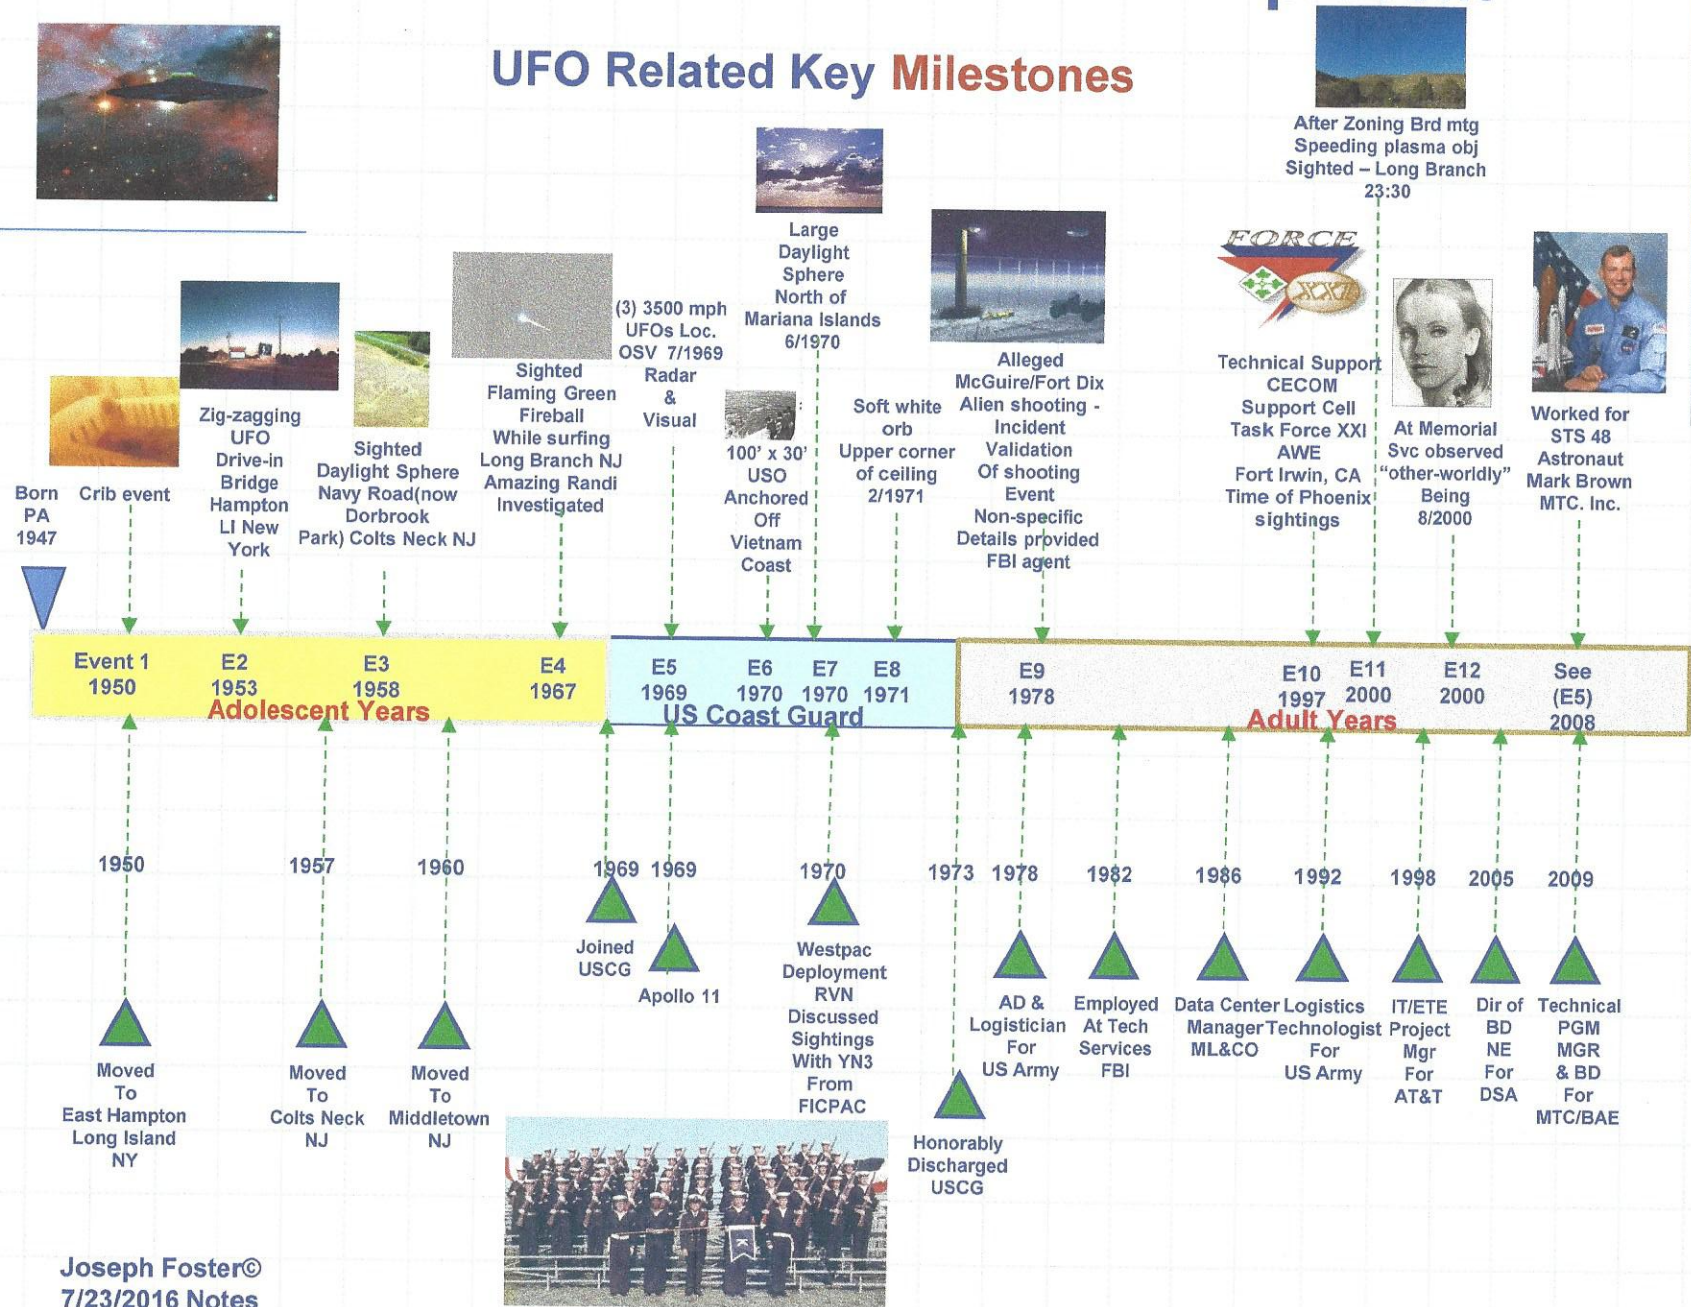 UFO Related Key Milestones
After Zoning Brd mtg
Speeding plasma obj
Sighted – Long Branch
23:30
Born
PA
1947
Crib event
Zig-zagging
UFO
Drive-in
Bridge
Hampton
LI New
York
Sighted
Daylight Sphere
Navy Road(now
Dorbrook
Park) Colts Neck NJ
Sighted
Flaming Green
Fireball
While surfing
Long Branch NJ
Amazing Randi
Investigated
(3) 3500 mph
UFOs Loc.
OSV 7/1969
Radar
&
Visual
100' x 30'
USO
Anchored
Off
Vietnam
Coast
Large
Daylight
Sphere
North of
Mariana Islands
6/1970
Soft white
orb
Upper corner
of ceiling
2/1971
Alleged
McGuire/Fort Dix
Alien shooting -
Incident
Validation
Of shooting
Event
Non-specific
Details provided
FBI agent
FORCE
XXI
Technical Support
CECOM
Support Cell
Task Force XXI
AWE
Fort Irwin, CA
Time of Phoenix
sightings
At Memorial
Svc observed
“other-worldly”
Being
8/2000
Worked for
STS 48
Astronaut
Mark Brown
MTC. Inc.
Event 1
1950
E2
1953
E3
1958
E4
1967
Adolescent Years
E5
1969
E6
1970
E7
1970
E8
1971
US Coast Guard
E9
1978
E10
1997
E11
2000
E12
2000
See
(E5)
2008
Adult Years
1950
Moved
To
East Hampton
Long Island
NY
1957
Moved
To
Colts Neck
NJ
1960
Moved
To
Middletown
NJ
1969
Joined
USCG
1969
Apollo 11
1970
Westpac
Deployment
RVN
Discussed
Sightings
With YN3
From
FICPAC
1973
Honorably
Discharged
USCG
1978
AD &
Logistician
For
US Army
1982
Employed
At Tech
Services
FBI
1986
Data Center
Manager
ML&CO
1992
Logistics
Technologist
For
US Army
1998
IT/ETE
Project
Mgr
For
AT&T
2005
Dir of
BD
NE
For
DSA
2009
Technical
PGM
MGR
& BD
For
MTC/BAE
K
Joseph Foster©
7/23/2016 Notes